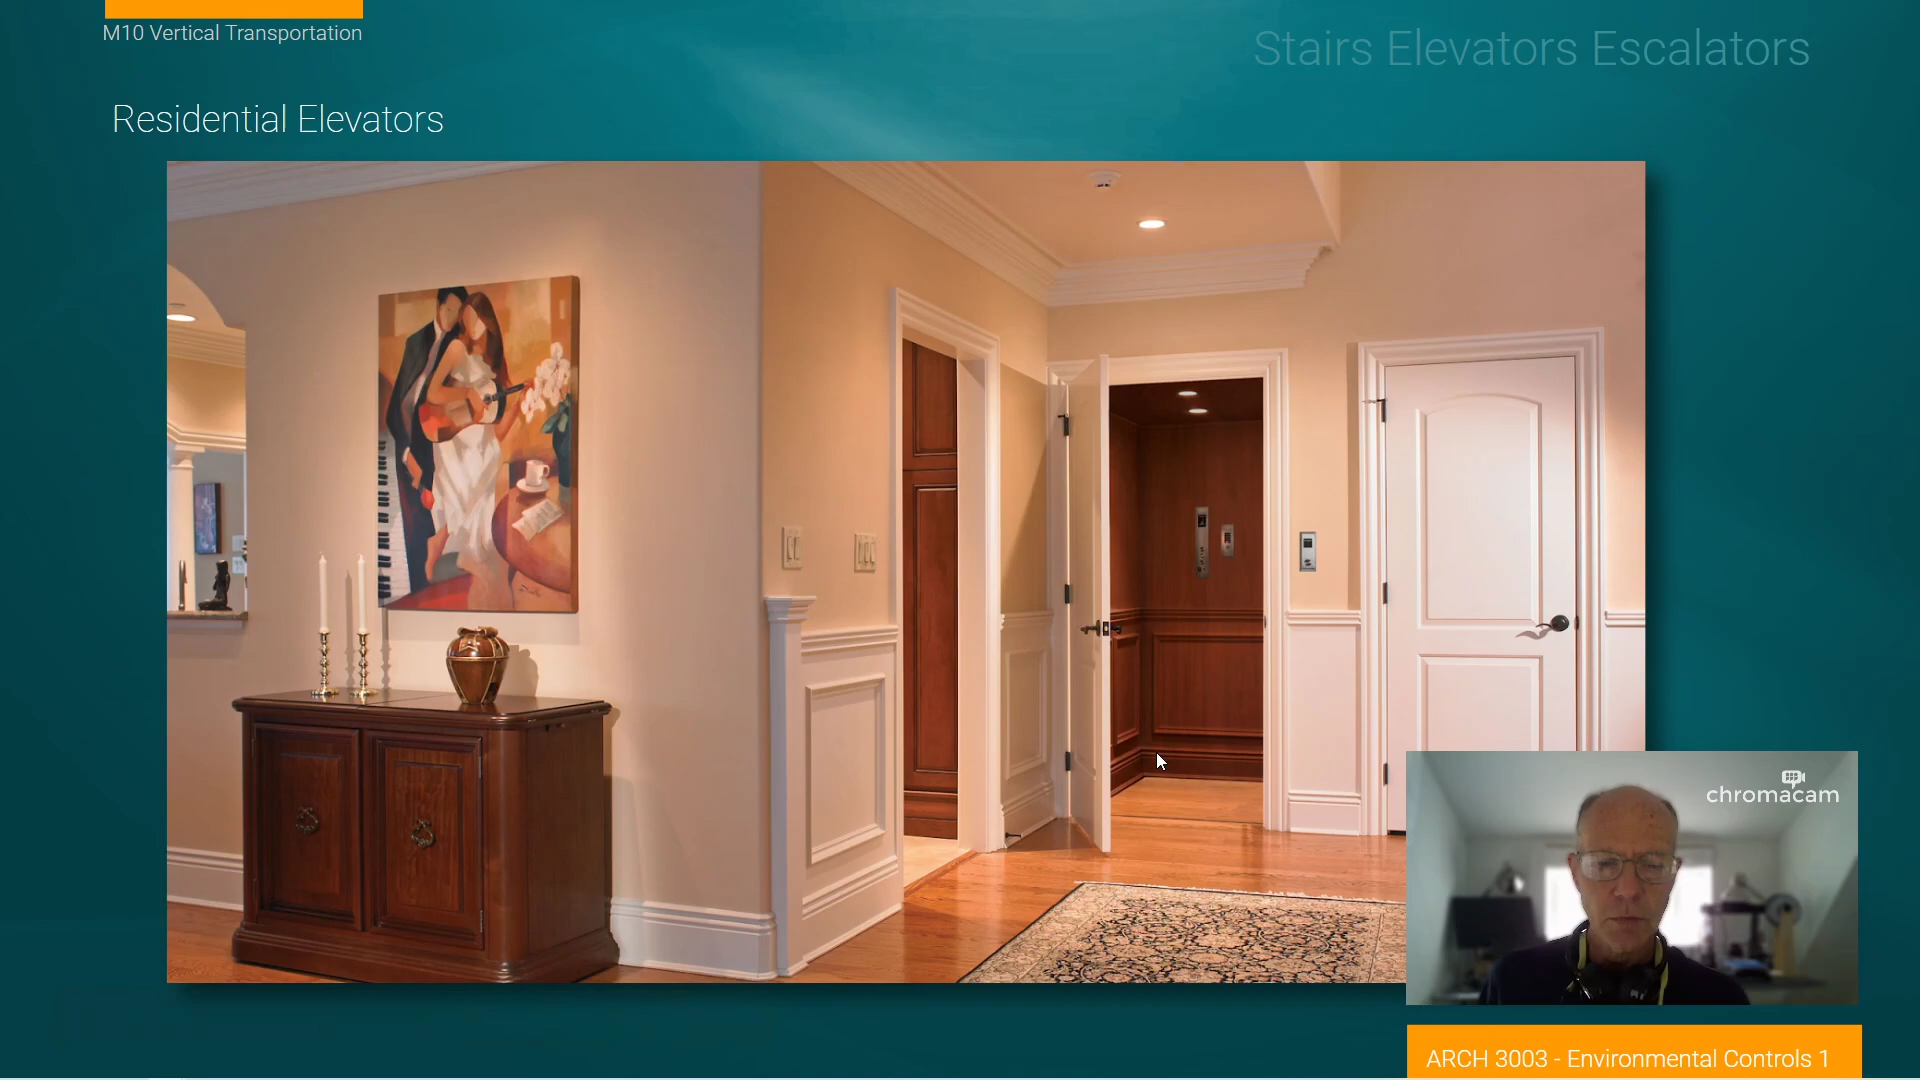 M10 Vertical Transportation
Stairs Elevators Escalators
Residential Elevators
chromacam
ARCH 3003 - Environmental Controls 1